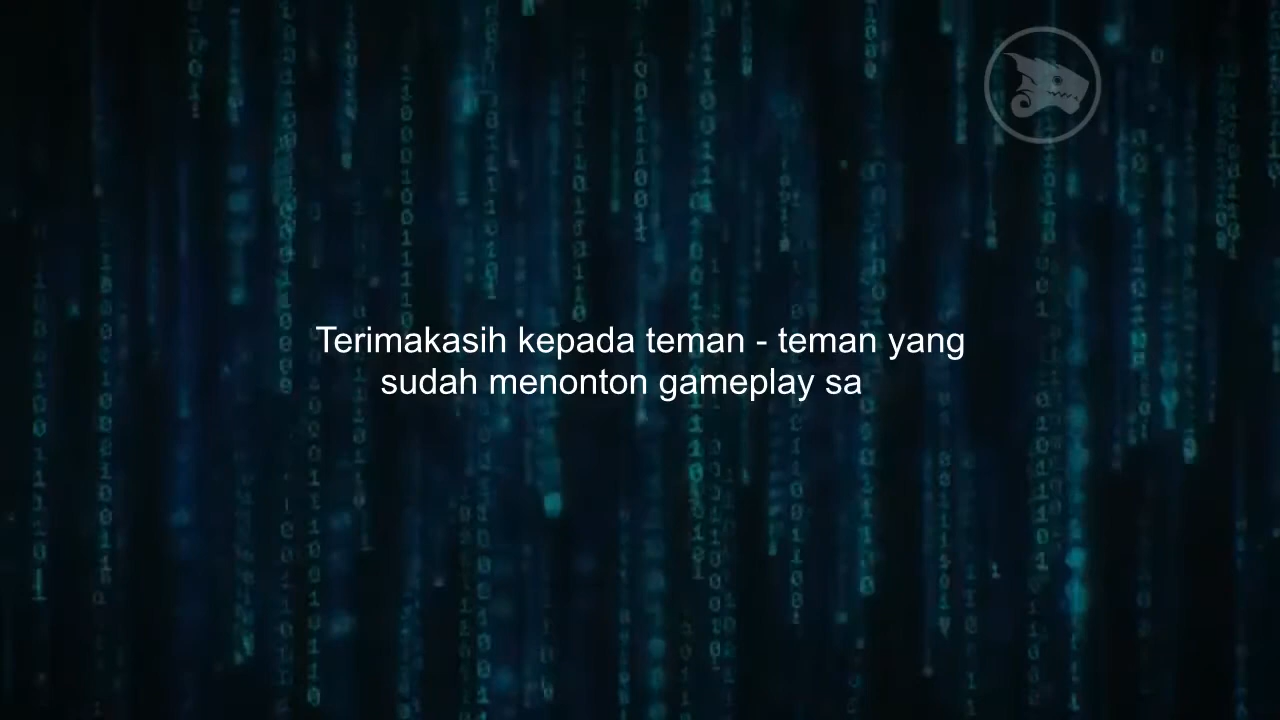 Terimakasih kepada teman - teman yang
sudah menonton gameplay sa